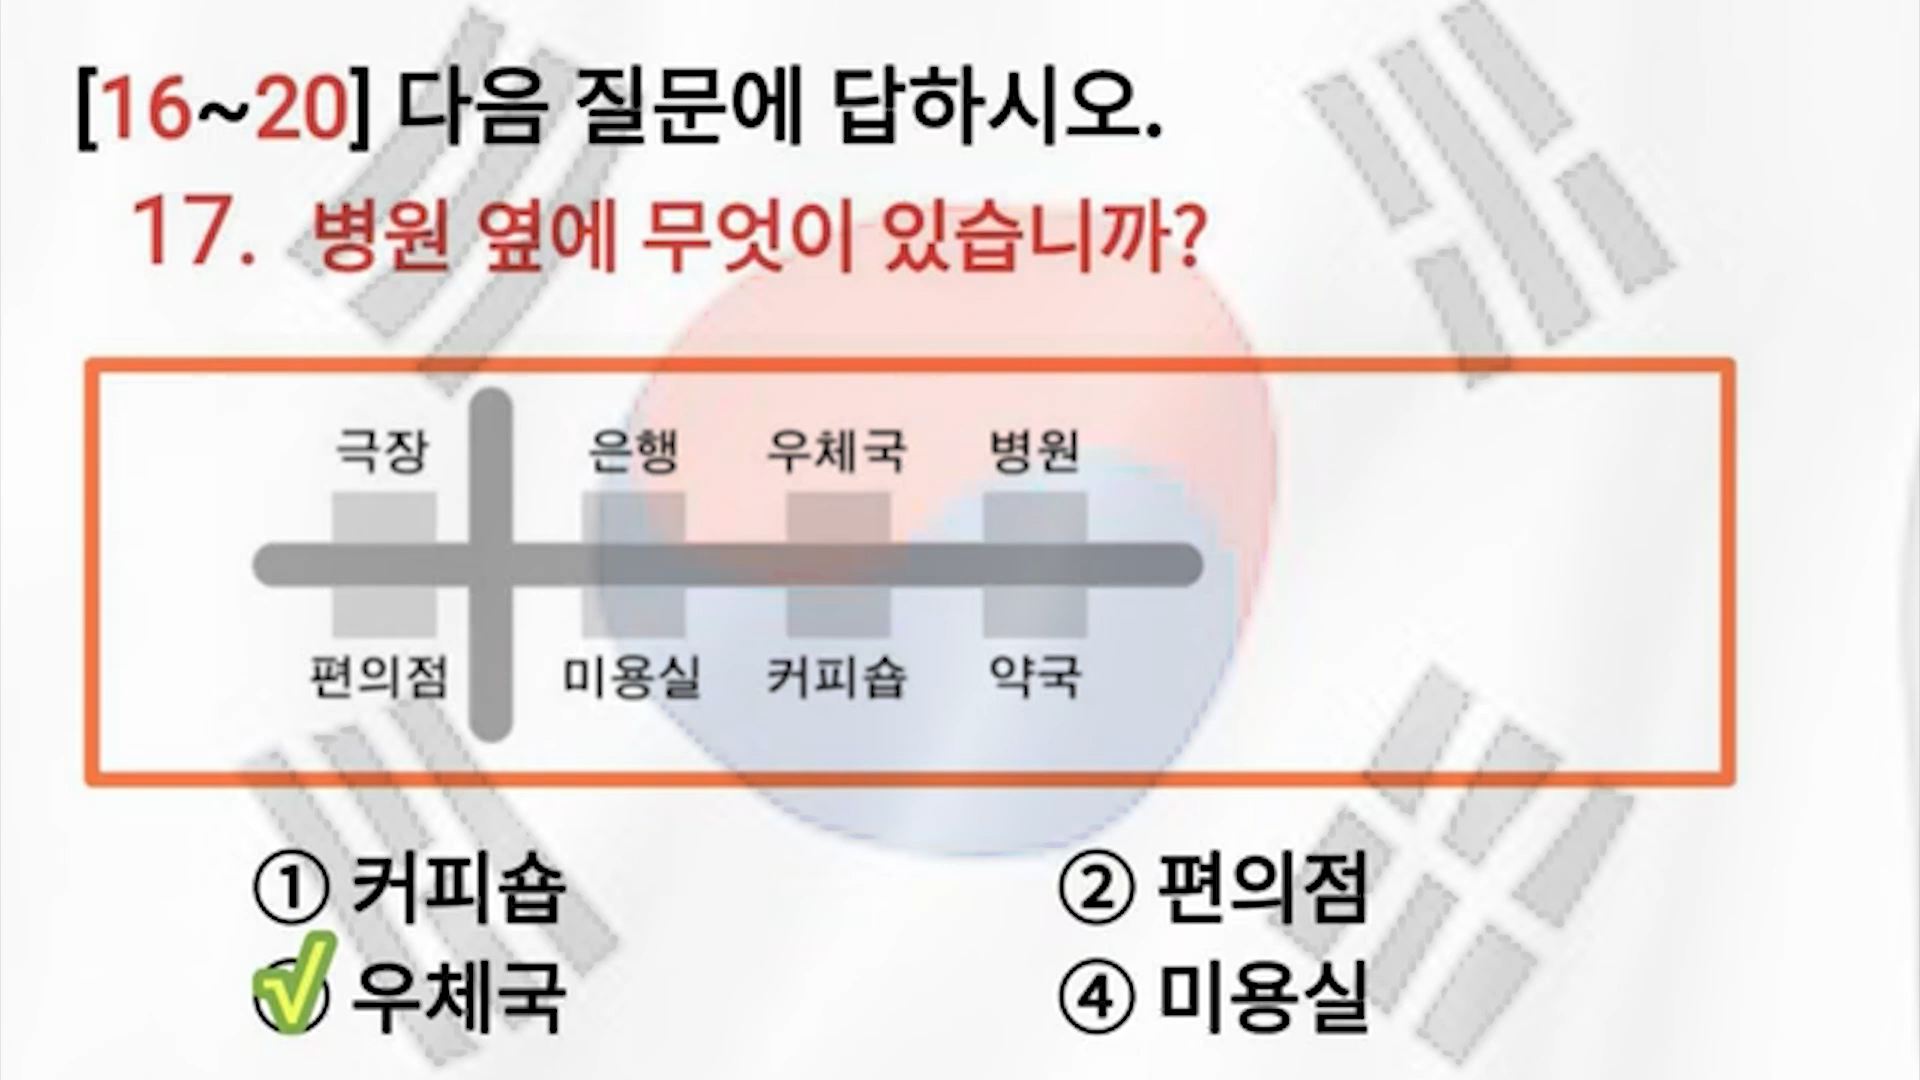 [16~20] 다음 질문에 답하시오.
17. 병원 옆에 무엇이 있습니까?
극장 은행 우체국 병원
편의점 미용실 커피숍 약국
① 커피숍 ② 편의점
우체국 ④ 미용실